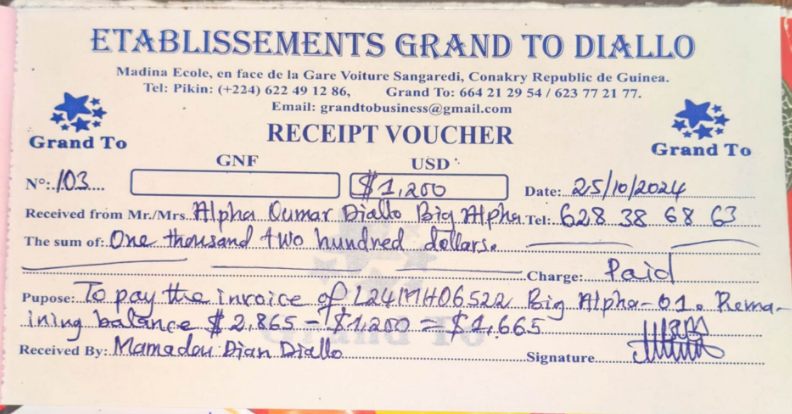 ETABLISSEMENTS GRAND TO DIALLO
Madina Ecole, en face de la Gare Voiture Sangaredi, Conakry Republic de Guinea.
Tel: Pikin: (+224) 622 49 12 86, Grand To: 664 21 29 54 / 623 77 21 77.
Email: grandtobusiness@gmail.com
Grand To
RECEIPT VOUCHER
Grand To
GNF USD
N°: 103 $1,200 Date: 25/10/2024
Received from Mr./Mrs. Alpha Oumar Diallo Big Alpha Tel: 628 38 68 63
The sum of: One thousand two hundred dollars.
Charge: Paid
Pupose: To pay the invoice of L24MH06522 Big Alpha-01. Rema-
ining balance $2,865 - $1,200 = $1,665
Grand To
Received By: Mamadou Dian Diallo Signature